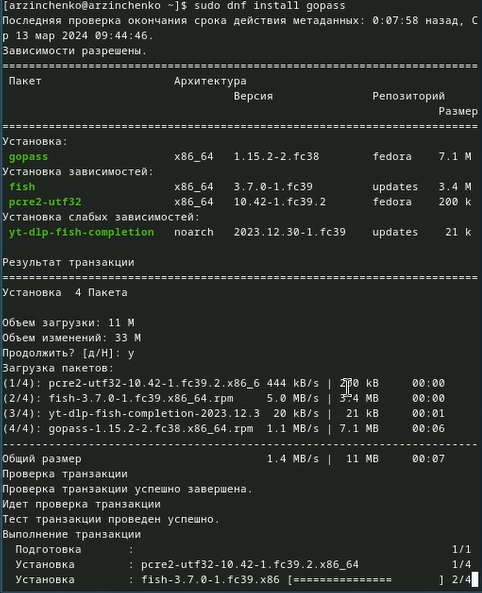 [arzinchenko@arzinchenko ~]$ sudo dnf install gopass
Последняя проверка окончания срока действия метаданных: 0:07:58 назад, С
р 13 мар 2024 09:44:46.
Зависимости разрешены.
================================================================================
Пакет Архитектура
Версия Репозиторий
Размер
================================================================================
Установка:
gopass x86_64 1.15.2-2.fc38 fedora 7.1 M
Установка зависимостей:
fish x86_64 3.7.0-1.fc39 updates 3.4 M
pcre2-utf32 x86_64 10.42-1.fc39.2 fedora 200 k
Установка слабых зависимостей:
yt-dlp-fish-completion noarch 2023.12.30-1.fc39 updates 21 k
Результат транзакции
================================================================================
Установка 4 Пакета
Объем загрузки: 11 M
Объем изменений: 33 M
Продолжить? [д/Н]: y
Загрузка пакетов:
(1/4): pcre2-utf32-10.42-1.fc39.2.x86_6 444 kB/s | 200 kB 00:00
(2/4): fish-3.7.0-1.fc39.x86_64.rpm 5.0 MB/s | 3.4 MB 00:00
(3/4): yt-dlp-fish-completion-2023.12.3 20 kB/s | 21 kB 00:01
(4/4): gopass-1.15.2-2.fc38.x86_64.rpm 1.1 MB/s | 7.1 MB 00:06
--------------------------------------------------------------------------------
Общий размер 1.4 MB/s | 11 MB 00:07
Проверка транзакции
Проверка транзакции успешно завершена.
Идет проверка транзакции
Тест транзакции проведен успешно.
Выполнение транзакции
Подготовка : 1/1
Установка : pcre2-utf32-10.42-1.fc39.2.x86_64 1/4
Установка : fish-3.7.0-1.fc39.x86 [=============== ] 2/4